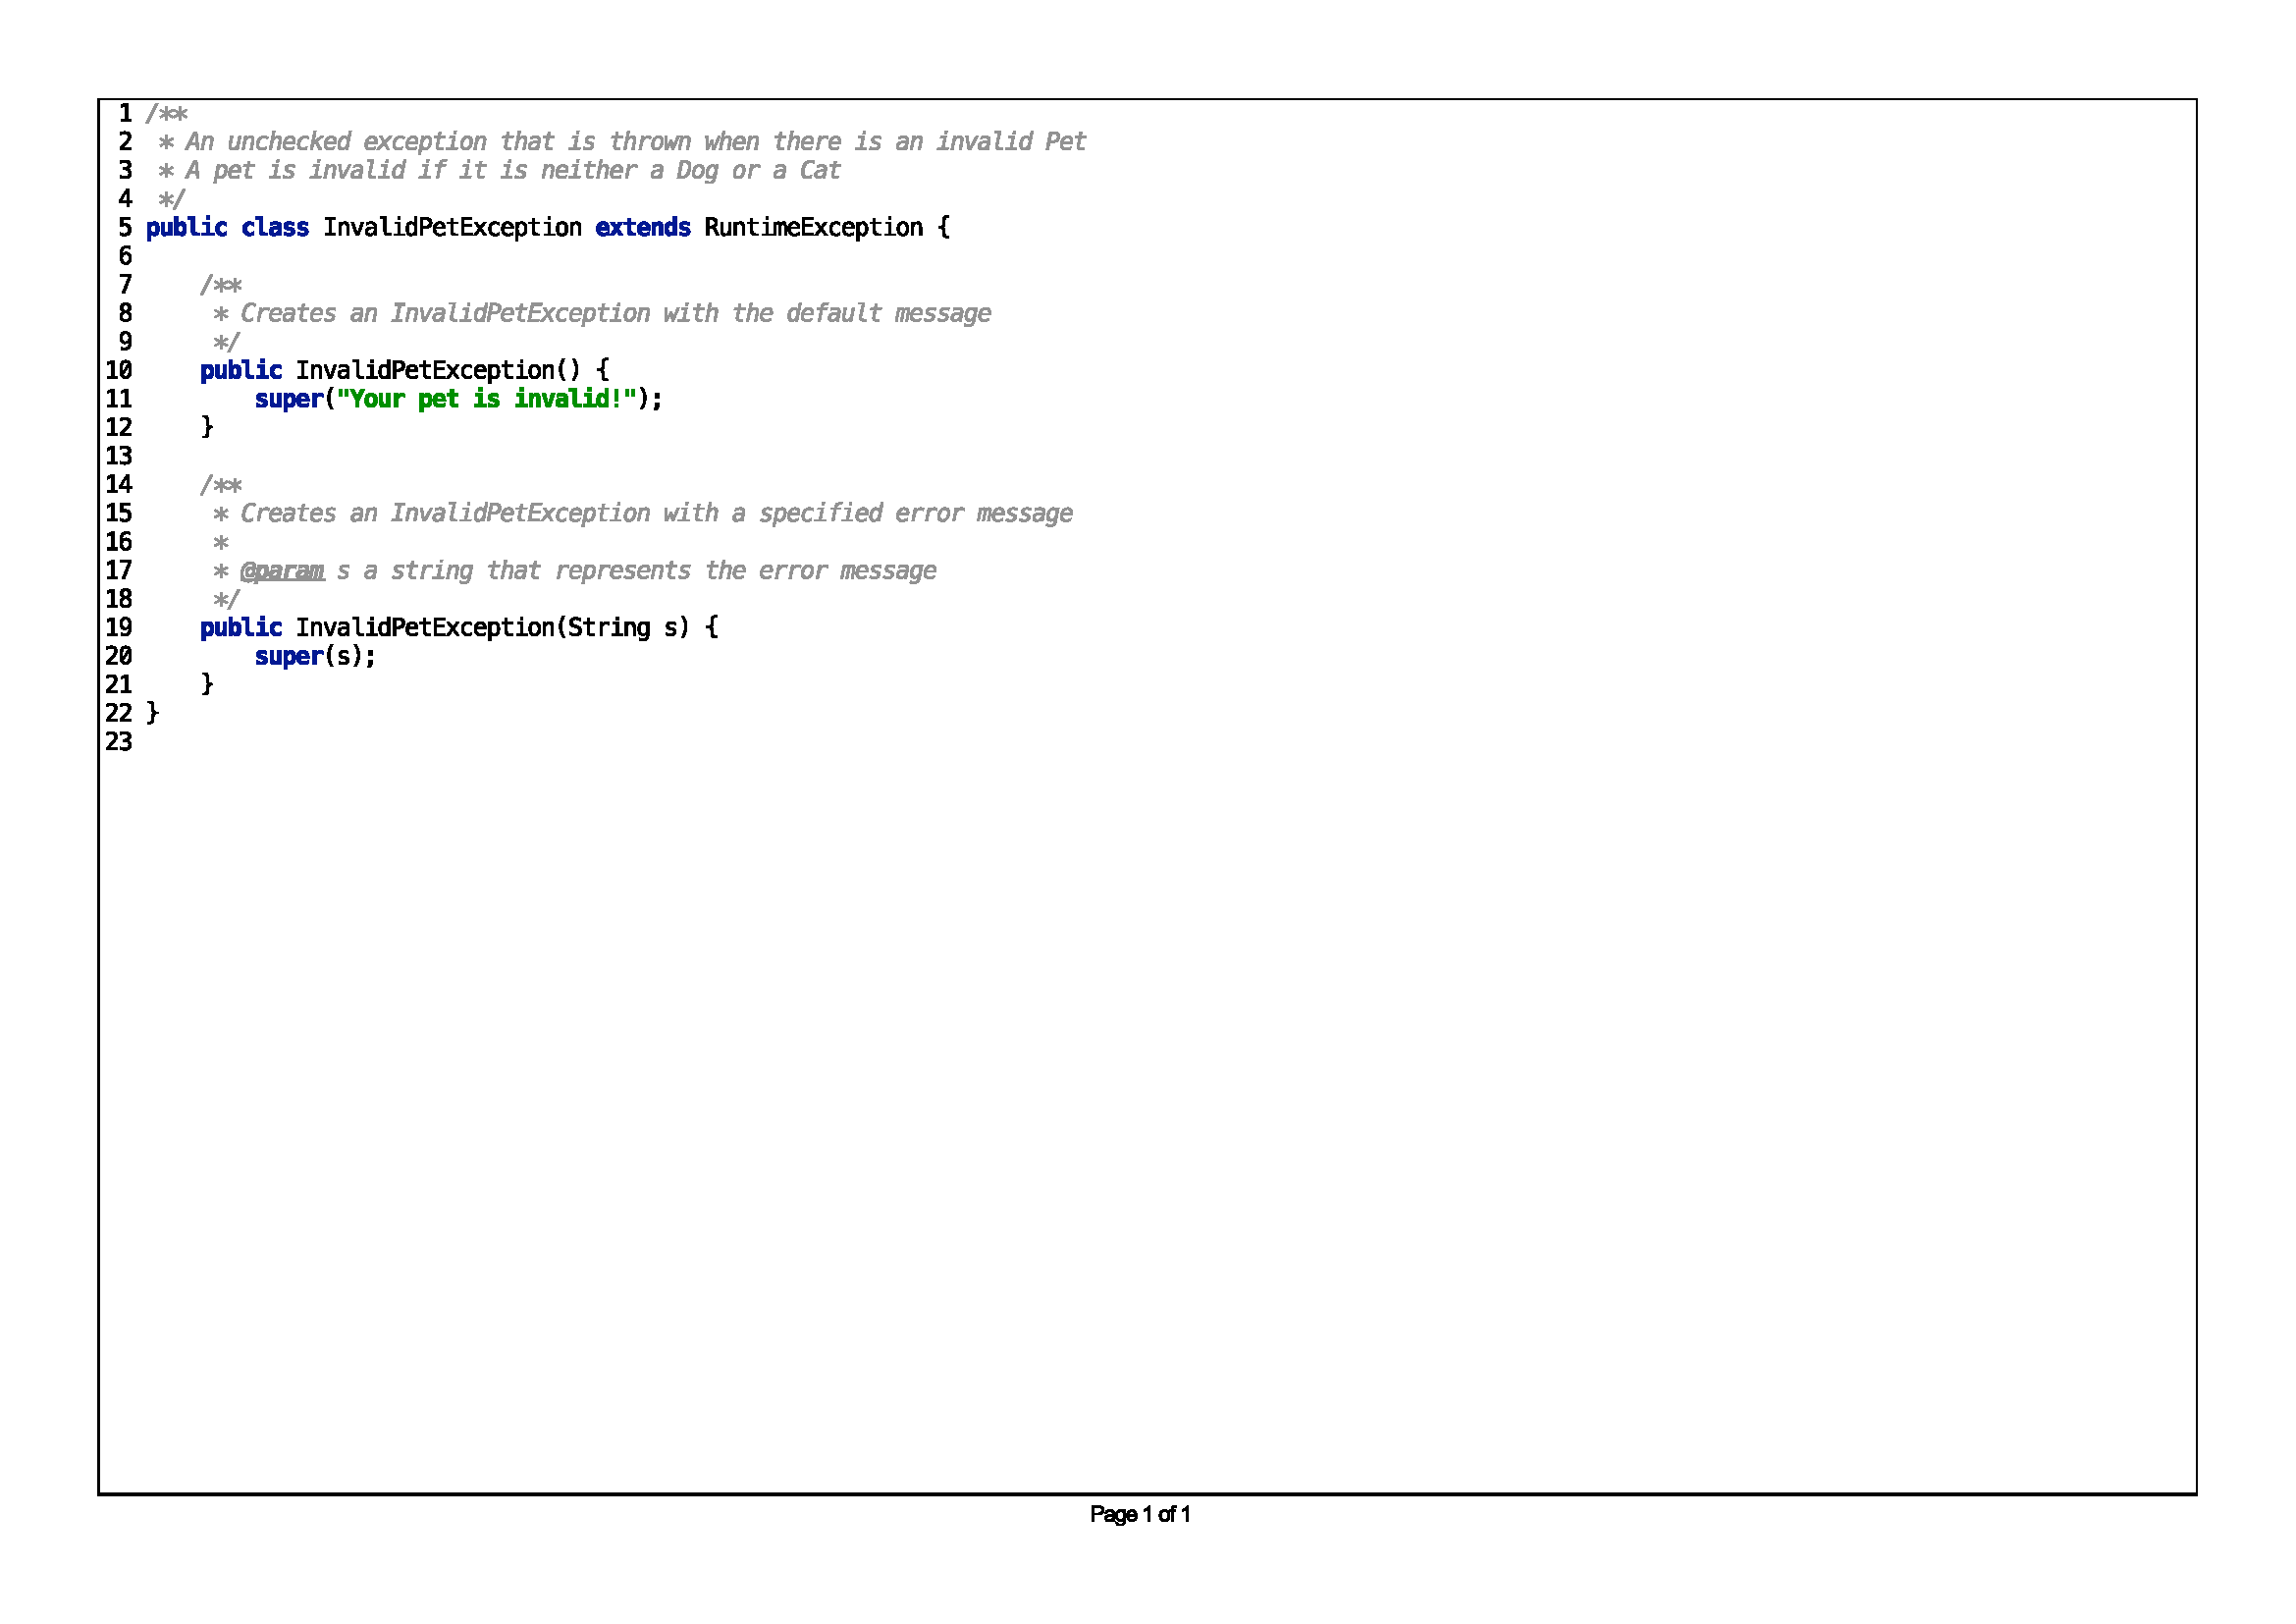 1 /**
2  * An unchecked exception that is thrown when there is an invalid Pet
3  * A pet is invalid if it is neither a Dog or a Cat
4  */
5 public class InvalidPetException extends RuntimeException {
6
7     /**
8      * Creates an InvalidPetException with the default message
9      */
10     public InvalidPetException() {
11         super("Your pet is invalid!");
12     }
13
14     /**
15      * Creates an InvalidPetException with a specified error message
16      *
17      * @param s a string that represents the error message
18      */
19     public InvalidPetException(String s) {
20         super(s);
21     }
22 }
23
Page 1 of 1